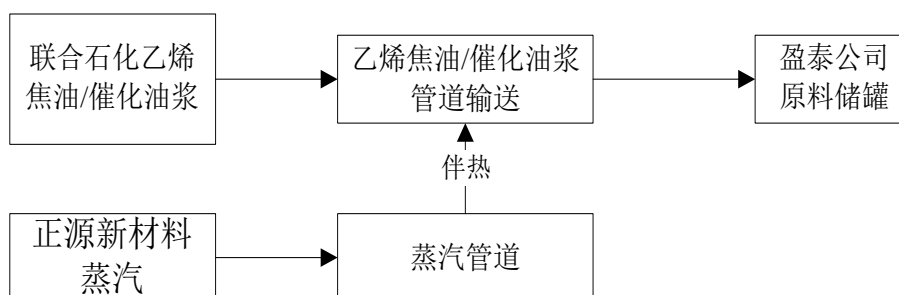 联合石化乙烯
焦油/催化油浆
乙烯焦油/催化油浆
管道输送
盈泰公司
原料储罐
伴热
正源新材料
蒸汽
蒸汽管道